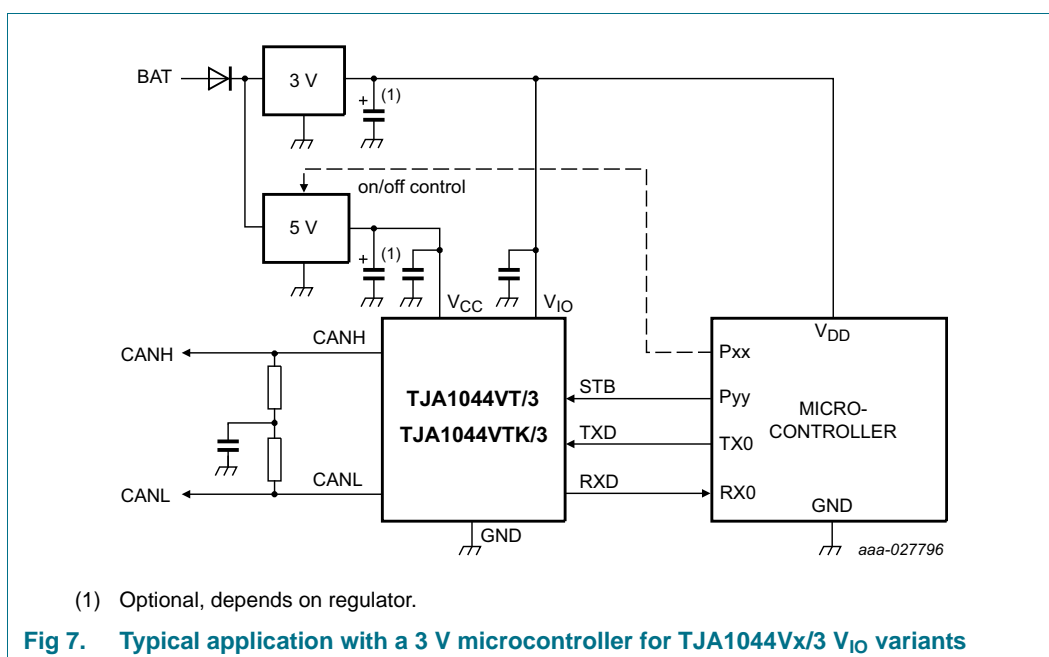 BAT
3 V
+
(1)
on/off control
5 V
+
(1)
VCC
VIO
CANH
CANH
TJA1044VT/3
TJA1044VTK/3
STB
TXD
RXD
CANL
CANL
GND
VDD
Pxx
Pyy
TX0
RX0
MICRO-
CONTROLLER
GND
aaa-027796
(1) Optional, depends on regulator.
Fig 7. Typical application with a 3 V microcontroller for TJA1044Vx/3 VIO variants